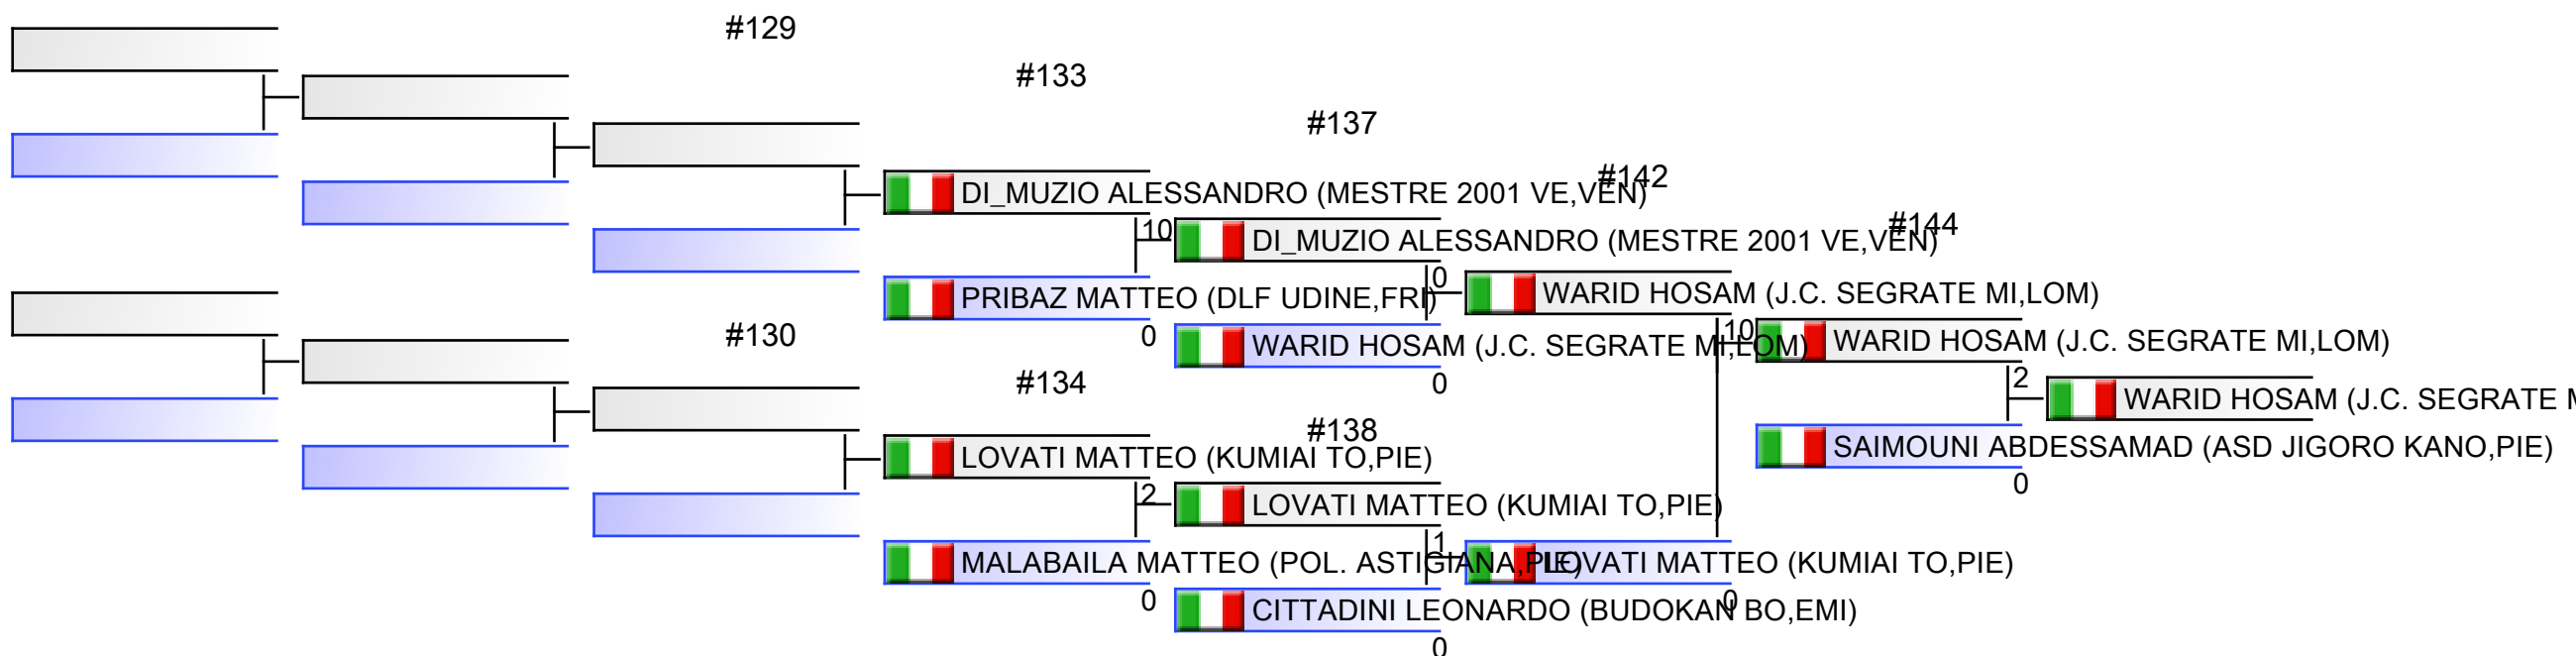 #129
#133
#137
#142
DI_MUZIO ALESSANDRO (MESTRE 2001 VE,VEN)
#144
10
DI_MUZIO ALESSANDRO (MESTRE 2001 VE,VEN)
0
PRIBAZ MATTEO (DLF UDINE,FRI)
WARID HOSAM (J.C. SEGRATE MI,LOM)
0
#130
10
WARID HOSAM (J.C. SEGRATE MI,LOM)
WARID HOSAM (J.C. SEGRATE MI,LOM)
#134
0
2
WARID HOSAM (J.C. SEGRATE
#138
SAIMOUNI ABDESSAMAD (ASD JIGORO KANO,PIE)
LOVATI MATTEO (KUMIAI TO,PIE)
0
2
LOVATI MATTEO (KUMIAI TO,PIE)
1
MALABAILA MATTEO (POL. ASTIGIANA,PIE)
LOVATI MATTEO (KUMIAI TO,PIE)
0
0
CITTADINI LEONARDO (BUDOKAN BO,EMI)
0